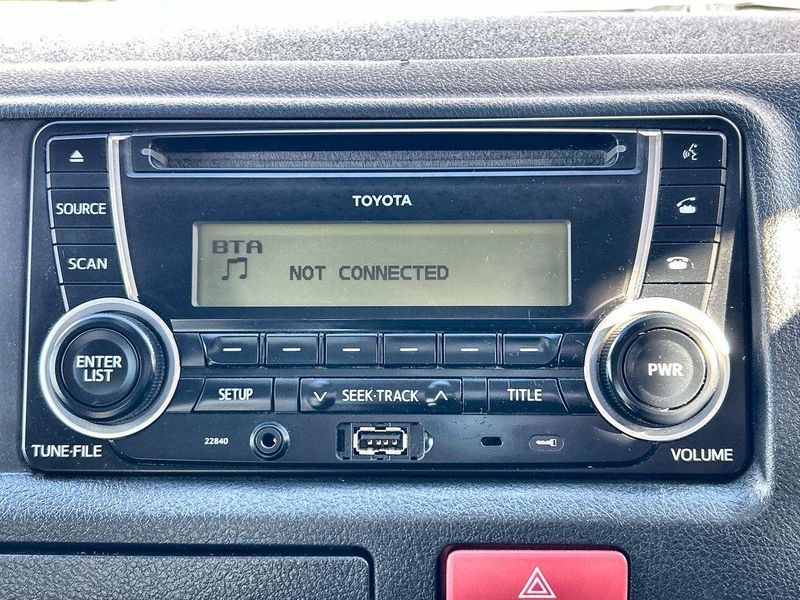 TOYOTA
SOURCE
SCAN
BTA
NOT CONNECTED
ENTER
LIST
PWR
SETUP
SEEK·TRACK
TITLE
22840
TUNE·FILE
VOLUME